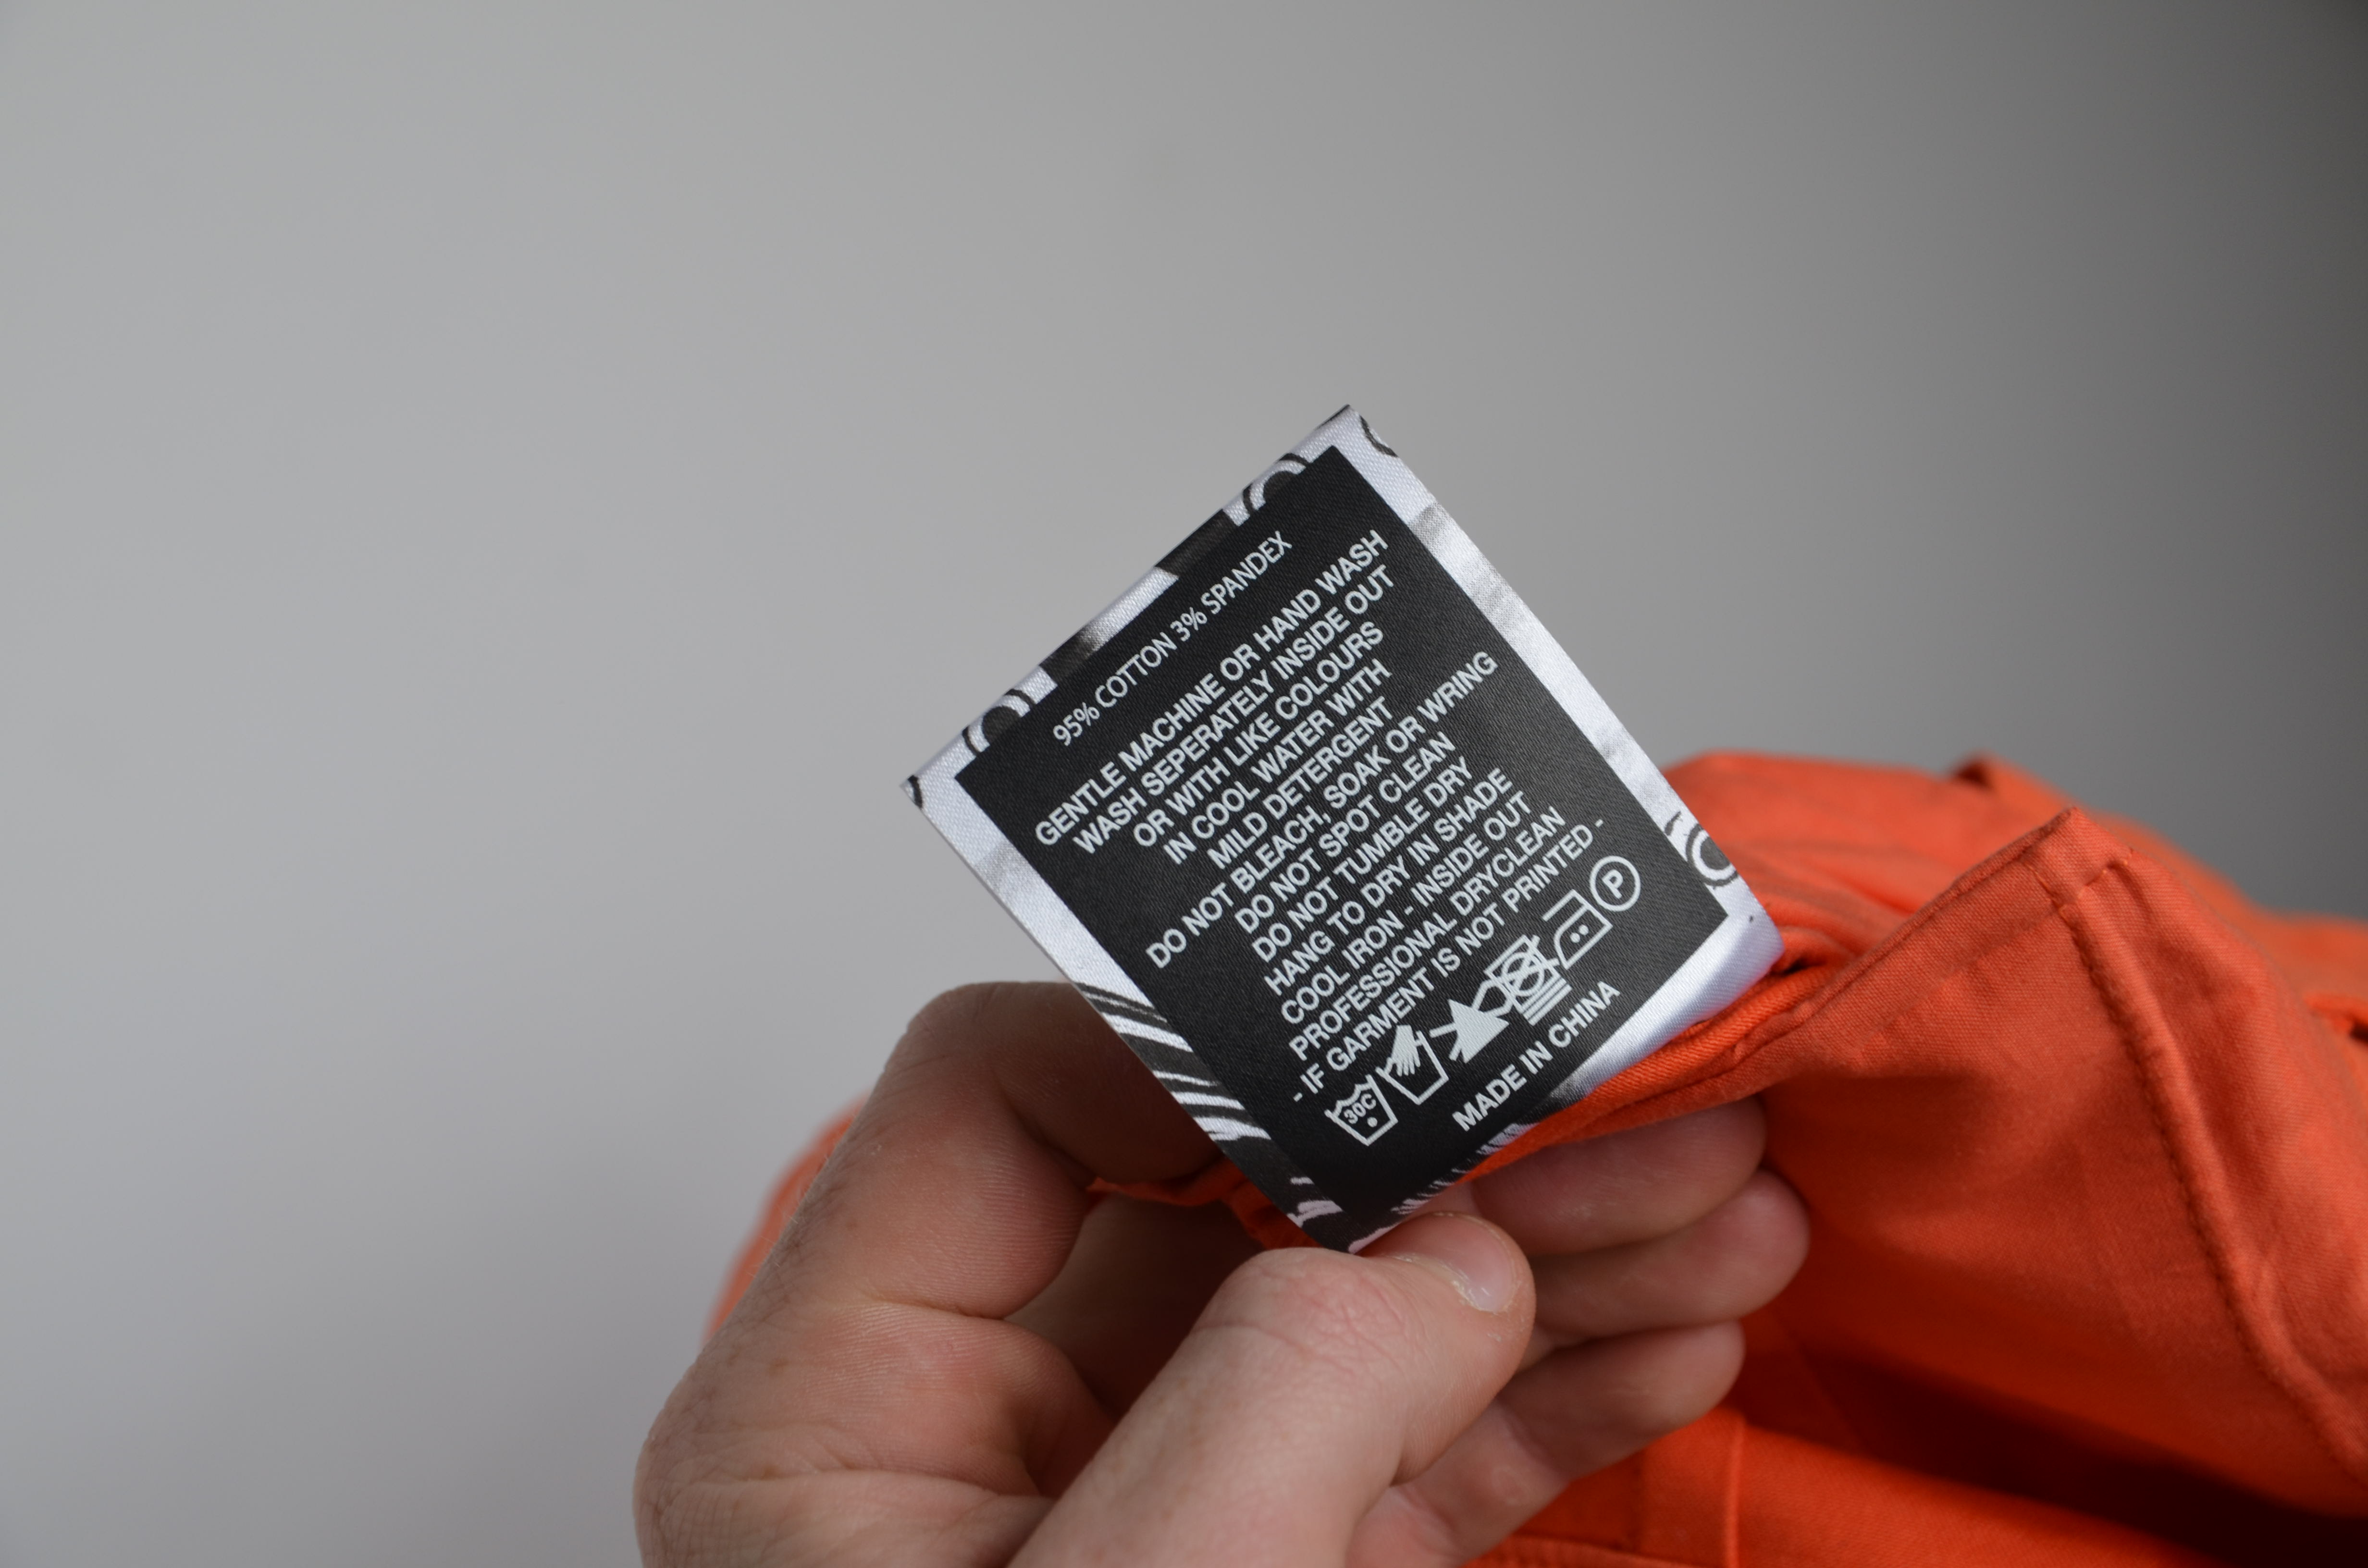 95% COTTON 3% SPANDEX
GENTLE MACHINE OR HAND WASH
WASH SEPERATELY INSIDE OUT
OR WITH LIKE COLOURS
IN COOL WATER WITH
MILD DETERGENT
DO NOT BLEACH, SOAK OR WRING
DO NOT SPOT CLEAN
DO NOT TUMBLE DRY
HANG TO DRY IN SHADE
COOL IRON - INSIDE OUT
PROFESSIONAL DRYCLEAN
- IF GARMENT IS NOT PRINTED -
30C P
MADE IN CHINA